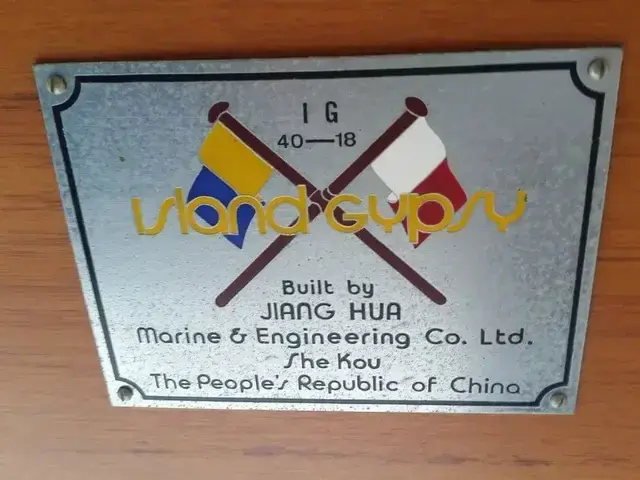 I G
40—18
Island Gypsy
Built by
JIANG HUA
Marine & Engineering Co. Ltd.
She Kou
The People's Republic of China